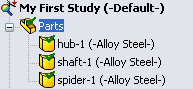 My First Study (-Default-)
Parts
hub-1 (-Alloy Steel-)
shaft-1 (-Alloy Steel-)
spider-1 (-Alloy Steel-)